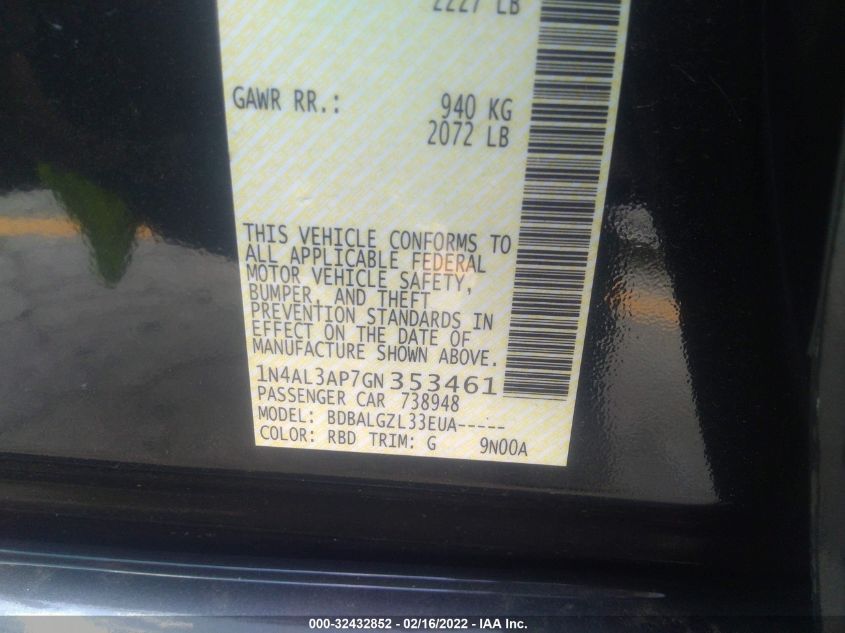 2227 LB
GAWR RR.: 940 KG
2072 LB
THIS VEHICLE CONFORMS TO
ALL APPLICABLE FEDERAL
MOTOR VEHICLE SAFETY,
BUMPER, AND THEFT
PREVENTION STANDARDS IN
EFFECT ON THE DATE OF
MANUFACTURE SHOWN ABOVE.
1N4AL3AP7GN353461
PASSENGER CAR 738948
MODEL: BDBALGZL33EUA-----
COLOR: RBD TRIM: G 9N00A
000-32432852 - 02/16/2022 - IAA Inc.